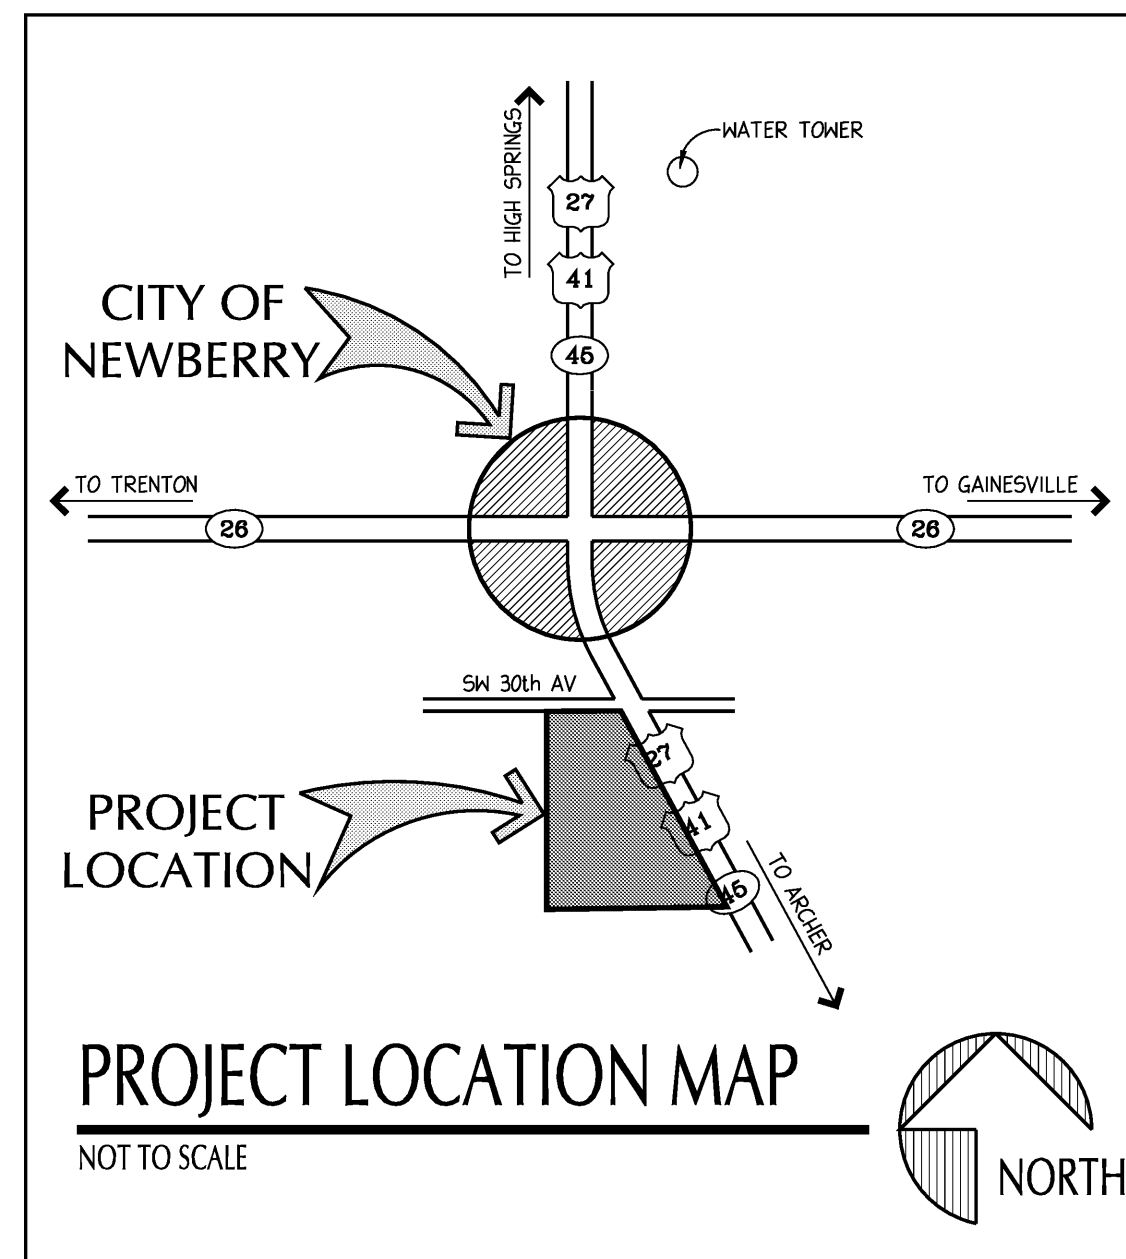 WATER TOWER
TO HIGH SPRINGS
27
41
CITY OF
NEWBERRY
45
TO TRENTON
TO GAINESVILLE
26
26
SW 30th AV
27
PROJECT
LOCATION
41
TO ARCHER
45
PROJECT LOCATION MAP
NOT TO SCALE
NORTH